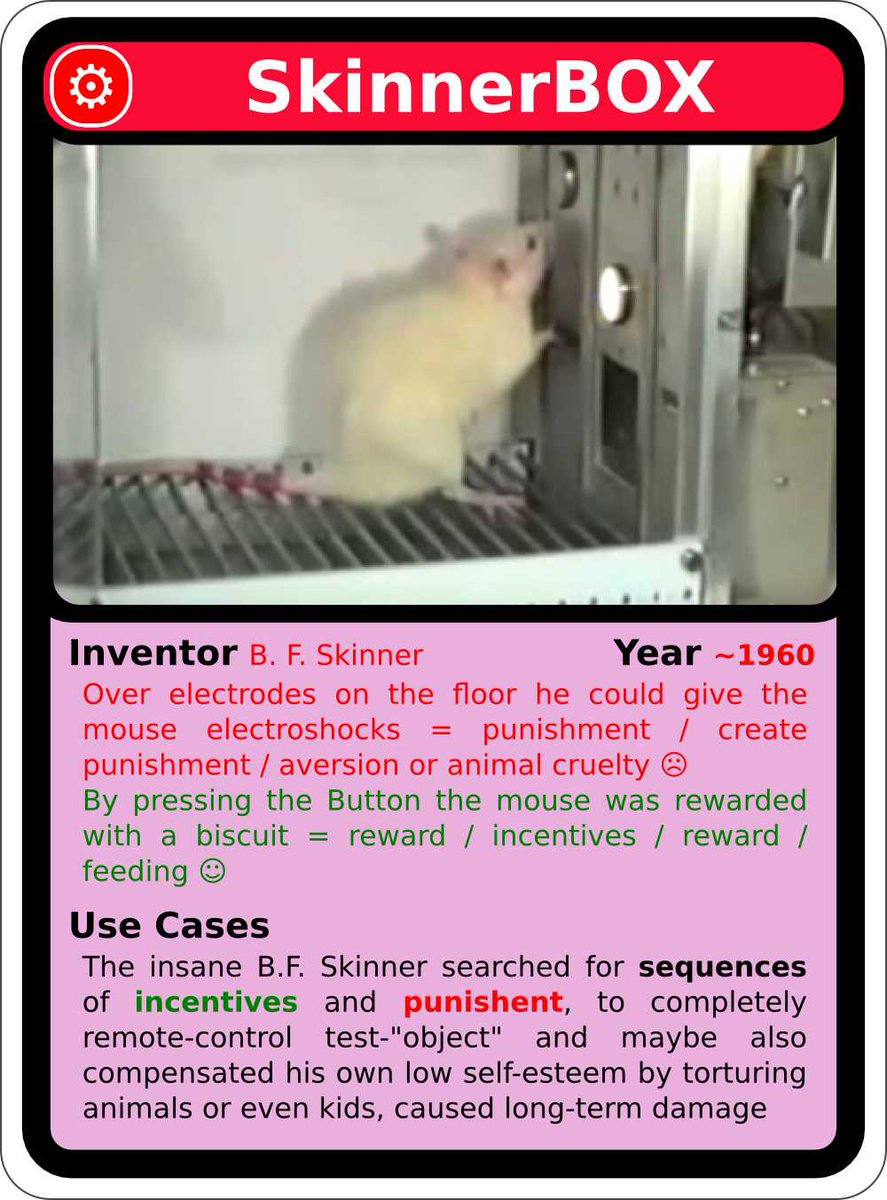 SkinnerBOX
Inventor B. F. Skinner Year ~1960
Over electrodes on the floor he could give the
mouse electroshocks = punishment / create
punishment / aversion or animal cruelty ☹
By pressing the Button the mouse was rewarded
with a biscuit = reward / incentives / reward /
feeding ☺
Use Cases
The insane B.F. Skinner searched for sequences
of incentives and punishent, to completely
remote-control test-"object" and maybe also
compensated his own low self-esteem by torturing
animals or even kids, caused long-term damage